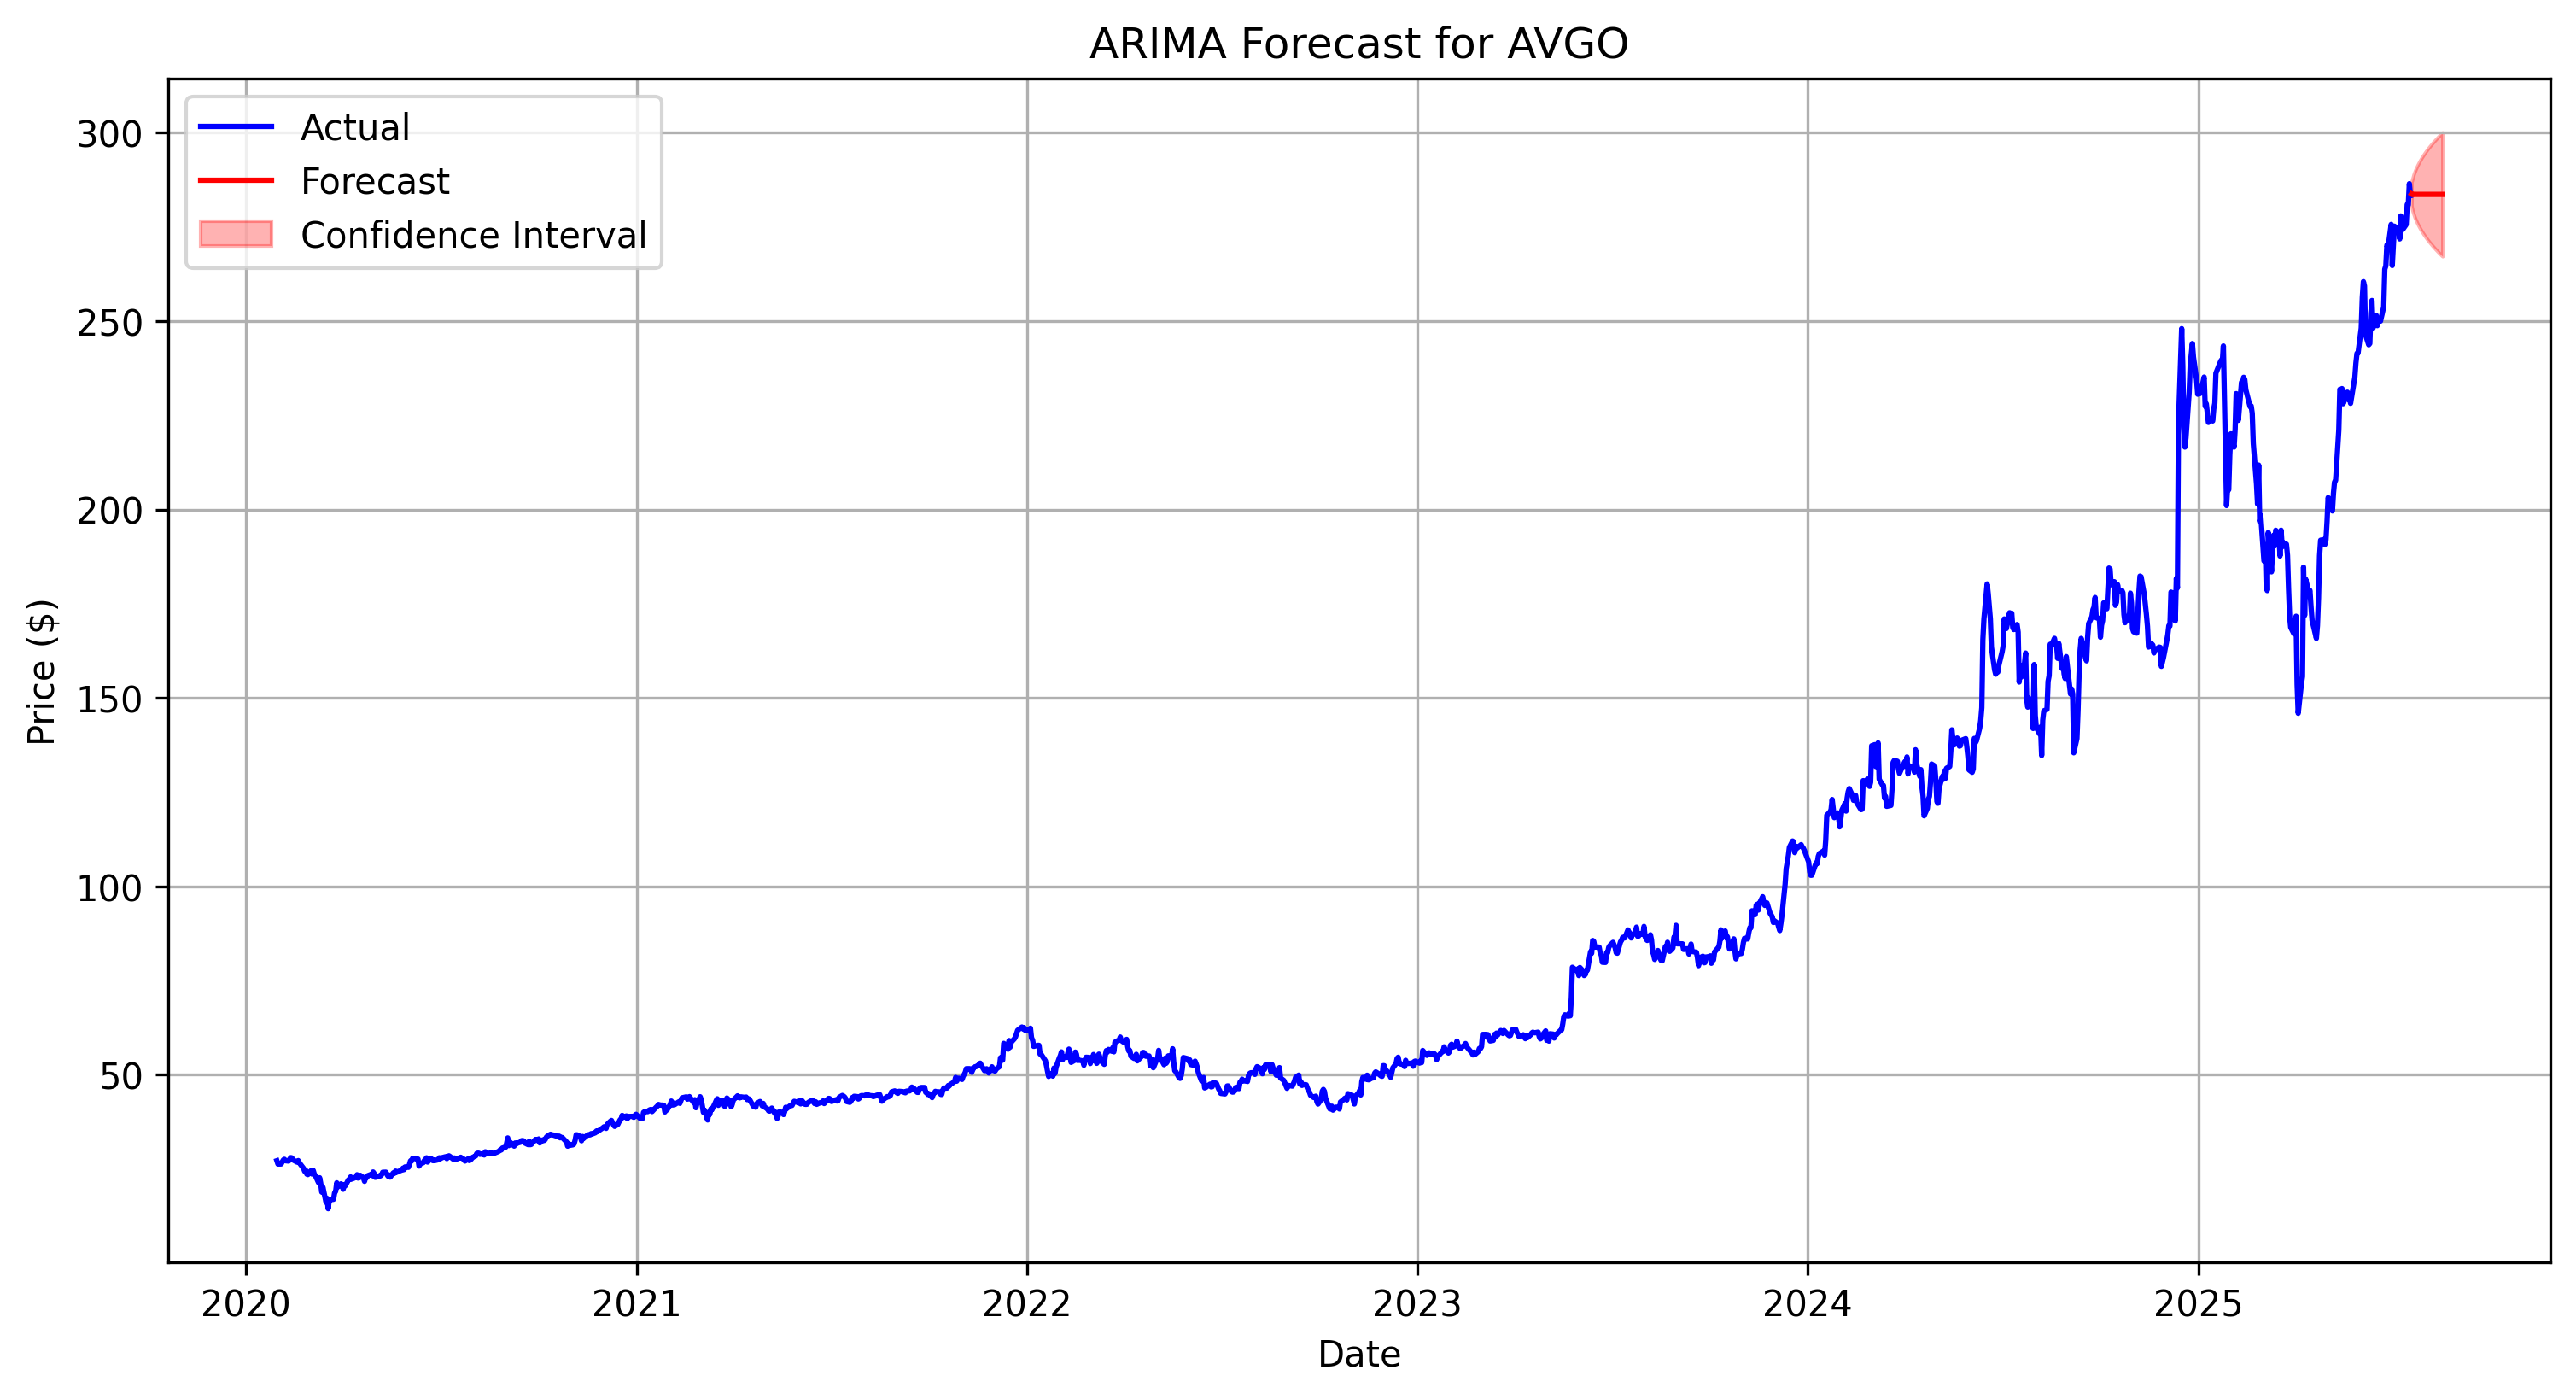 ARIMA Forecast for AVGO
Actual
Forecast
Confidence Interval
Price ($)
300
250
200
150
100
50
2020 2021 2022 2023 2024 2025
Date